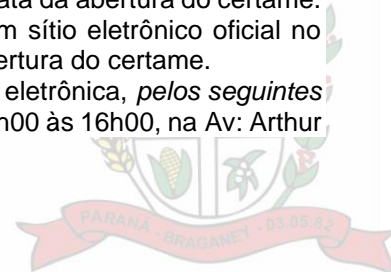 ata da abertura do certame.
m sítio eletrônico oficial no
ertura do certame.
eletrônica, pelos seguintes
h00 às 16h00, na Av: Arthur
PARANÁ - BRAGANEY - 03.05.82